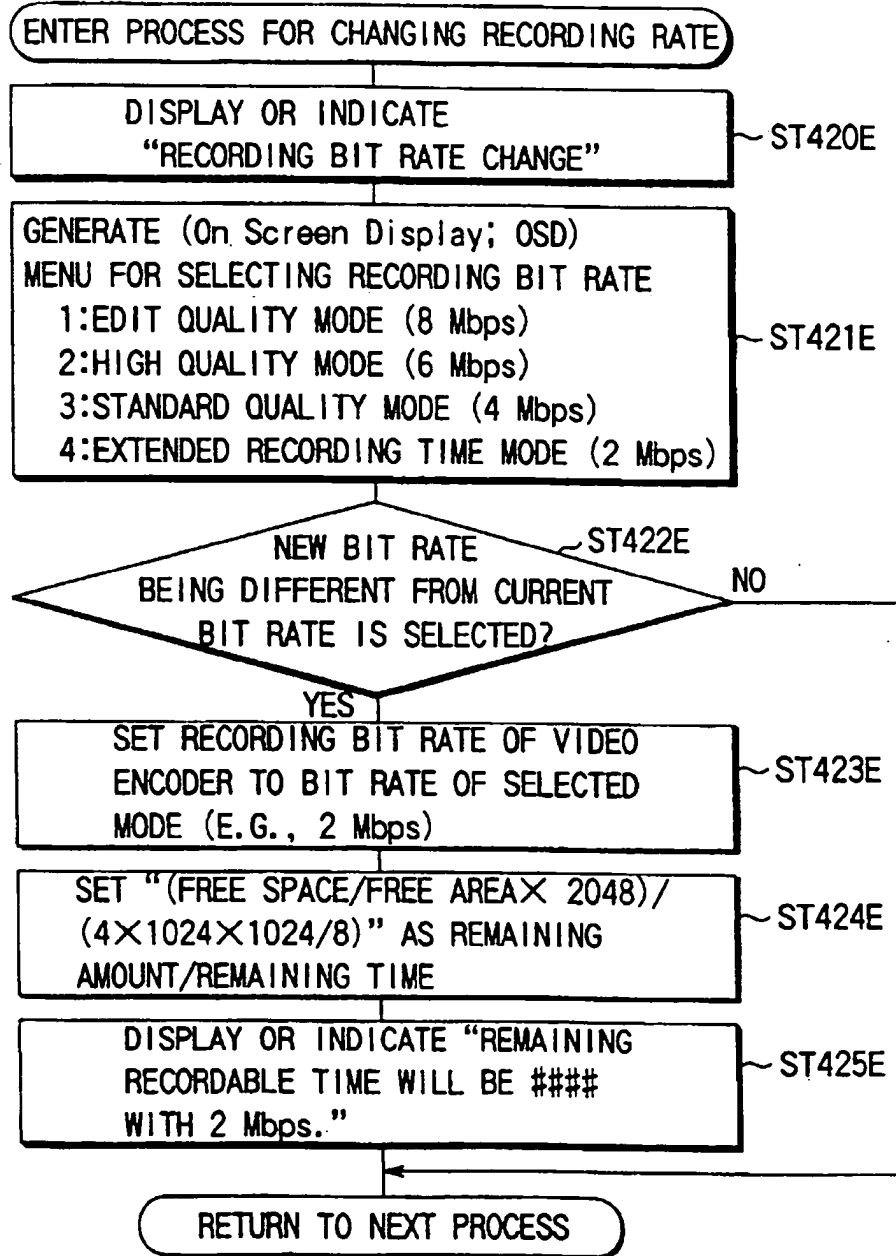 ENTER PROCESS FOR CHANGING RECORDING RATE
DISPLAY OR INDICATE
“RECORDING BIT RATE CHANGE”
ST420E
GENERATE (On Screen Display; OSD)
MENU FOR SELECTING RECORDING BIT RATE
1:EDIT QUALITY MODE (8 Mbps)
2:HIGH QUALITY MODE (6 Mbps)
3:STANDARD QUALITY MODE (4 Mbps)
4:EXTENDED RECORDING TIME MODE (2 Mbps)
ST421E
NEW BIT RATE
BEING DIFFERENT FROM CURRENT
BIT RATE IS SELECTED?
ST422E
NO
YES
SET RECORDING BIT RATE OF VIDEO
ENCODER TO BIT RATE OF SELECTED
MODE (E.G., 2 Mbps)
ST423E
SET “(FREE SPACE/FREE AREA× 2048)/
(4×1024×1024/8)” AS REMAINING
AMOUNT/REMAINING TIME
ST424E
DISPLAY OR INDICATE “REMAINING
RECORDABLE TIME WILL BE ####
WITH 2 Mbps.”
ST425E
RETURN TO NEXT PROCESS